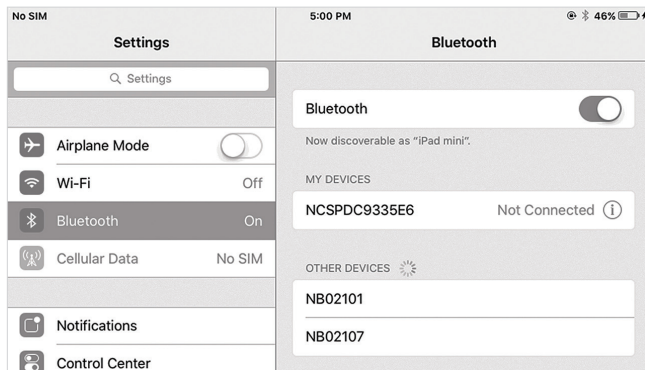 No SIM
5:00 PM
46%
Settings
Bluetooth
Settings
Airplane Mode
Wi-Fi
Off
Bluetooth
On
Cellular Data
No SIM
Notifications
Control Center
Bluetooth
Now discoverable as “iPad mini”.
MY DEVICES
NCSPDC9335E6
Not Connected
OTHER DEVICES
NB02101
NB02107